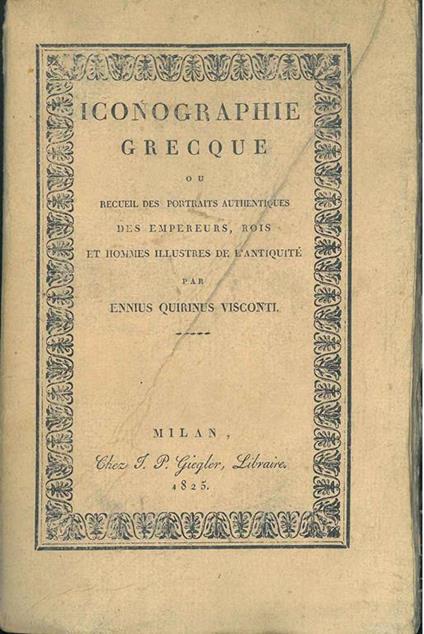 ICONOGRAPHIE
GRECQUE
OU
RECUEIL DES PORTRAITS AUTHENTIQUES
DES EMPEREURS, ROIS
ET HOMMES ILLUSTRES DE L'ANTIQUITÉ
PAR
ENNIUS QUIRINUS VISCONTI.
MILAN,
Chez J. P. Giegler, Libraire.
1825.